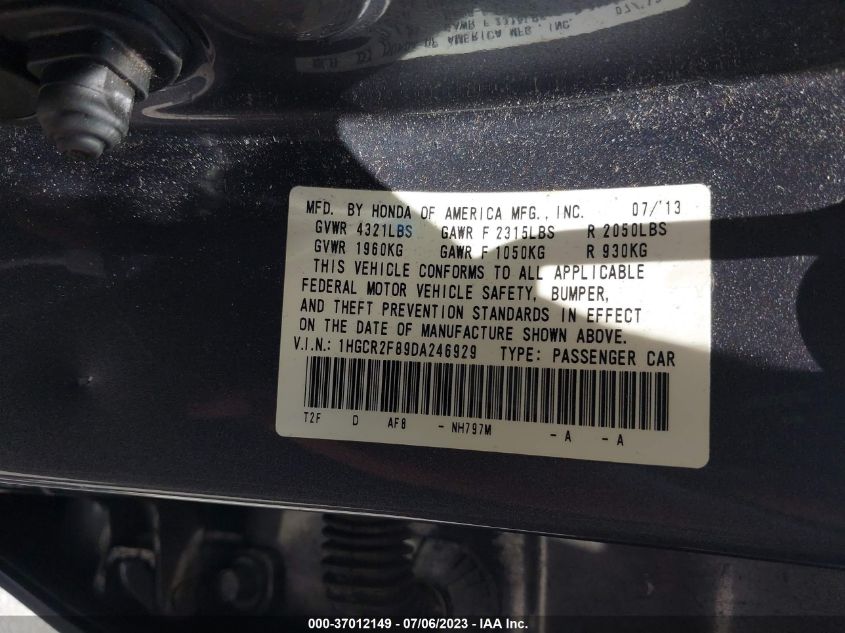 MFD. BY HONDA OF AMERICA MFG., INC. 07/'13
GVWR 4321LBS GAWR F 2315LBS R 2050LBS
GVWR 1960KG GAWR F 1050KG R 930KG
THIS VEHICLE CONFORMS TO ALL APPLICABLE
FEDERAL MOTOR VEHICLE SAFETY, BUMPER,
AND THEFT PREVENTION STANDARDS IN EFFECT
ON THE DATE OF MANUFACTURE SHOWN ABOVE.
V.I.N.: 1HGCR2F89DA246929 TYPE: PASSENGER CAR
T2F D AF8 - NH797M - A - A
000-37012149 - 07/06/2023 - IAA Inc.